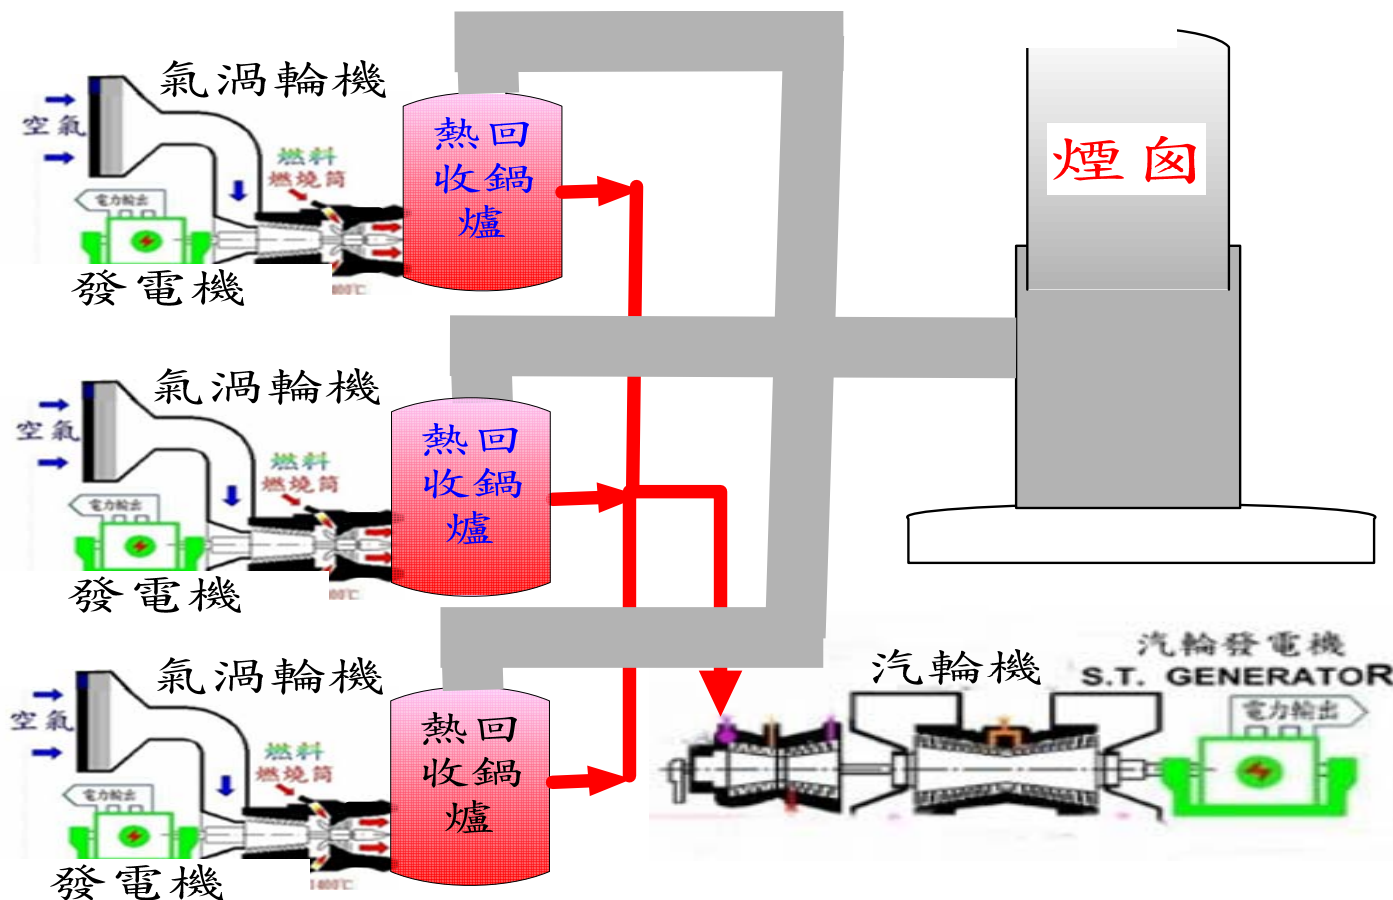 氣渦輪機
空氣
燃料
燃燒筒
電力輸出
發電機
熱回
收鍋
爐
煙囪
氣渦輪機
空氣
燃料
燃燒筒
電力輸出
發電機
熱回
收鍋
爐
氣渦輪機
空氣
燃料
燃燒筒
電力輸出
發電機
1400℃
熱回
收鍋
爐
汽輪機
汽輪發電機
S.T. GENERATOR
電力輸出